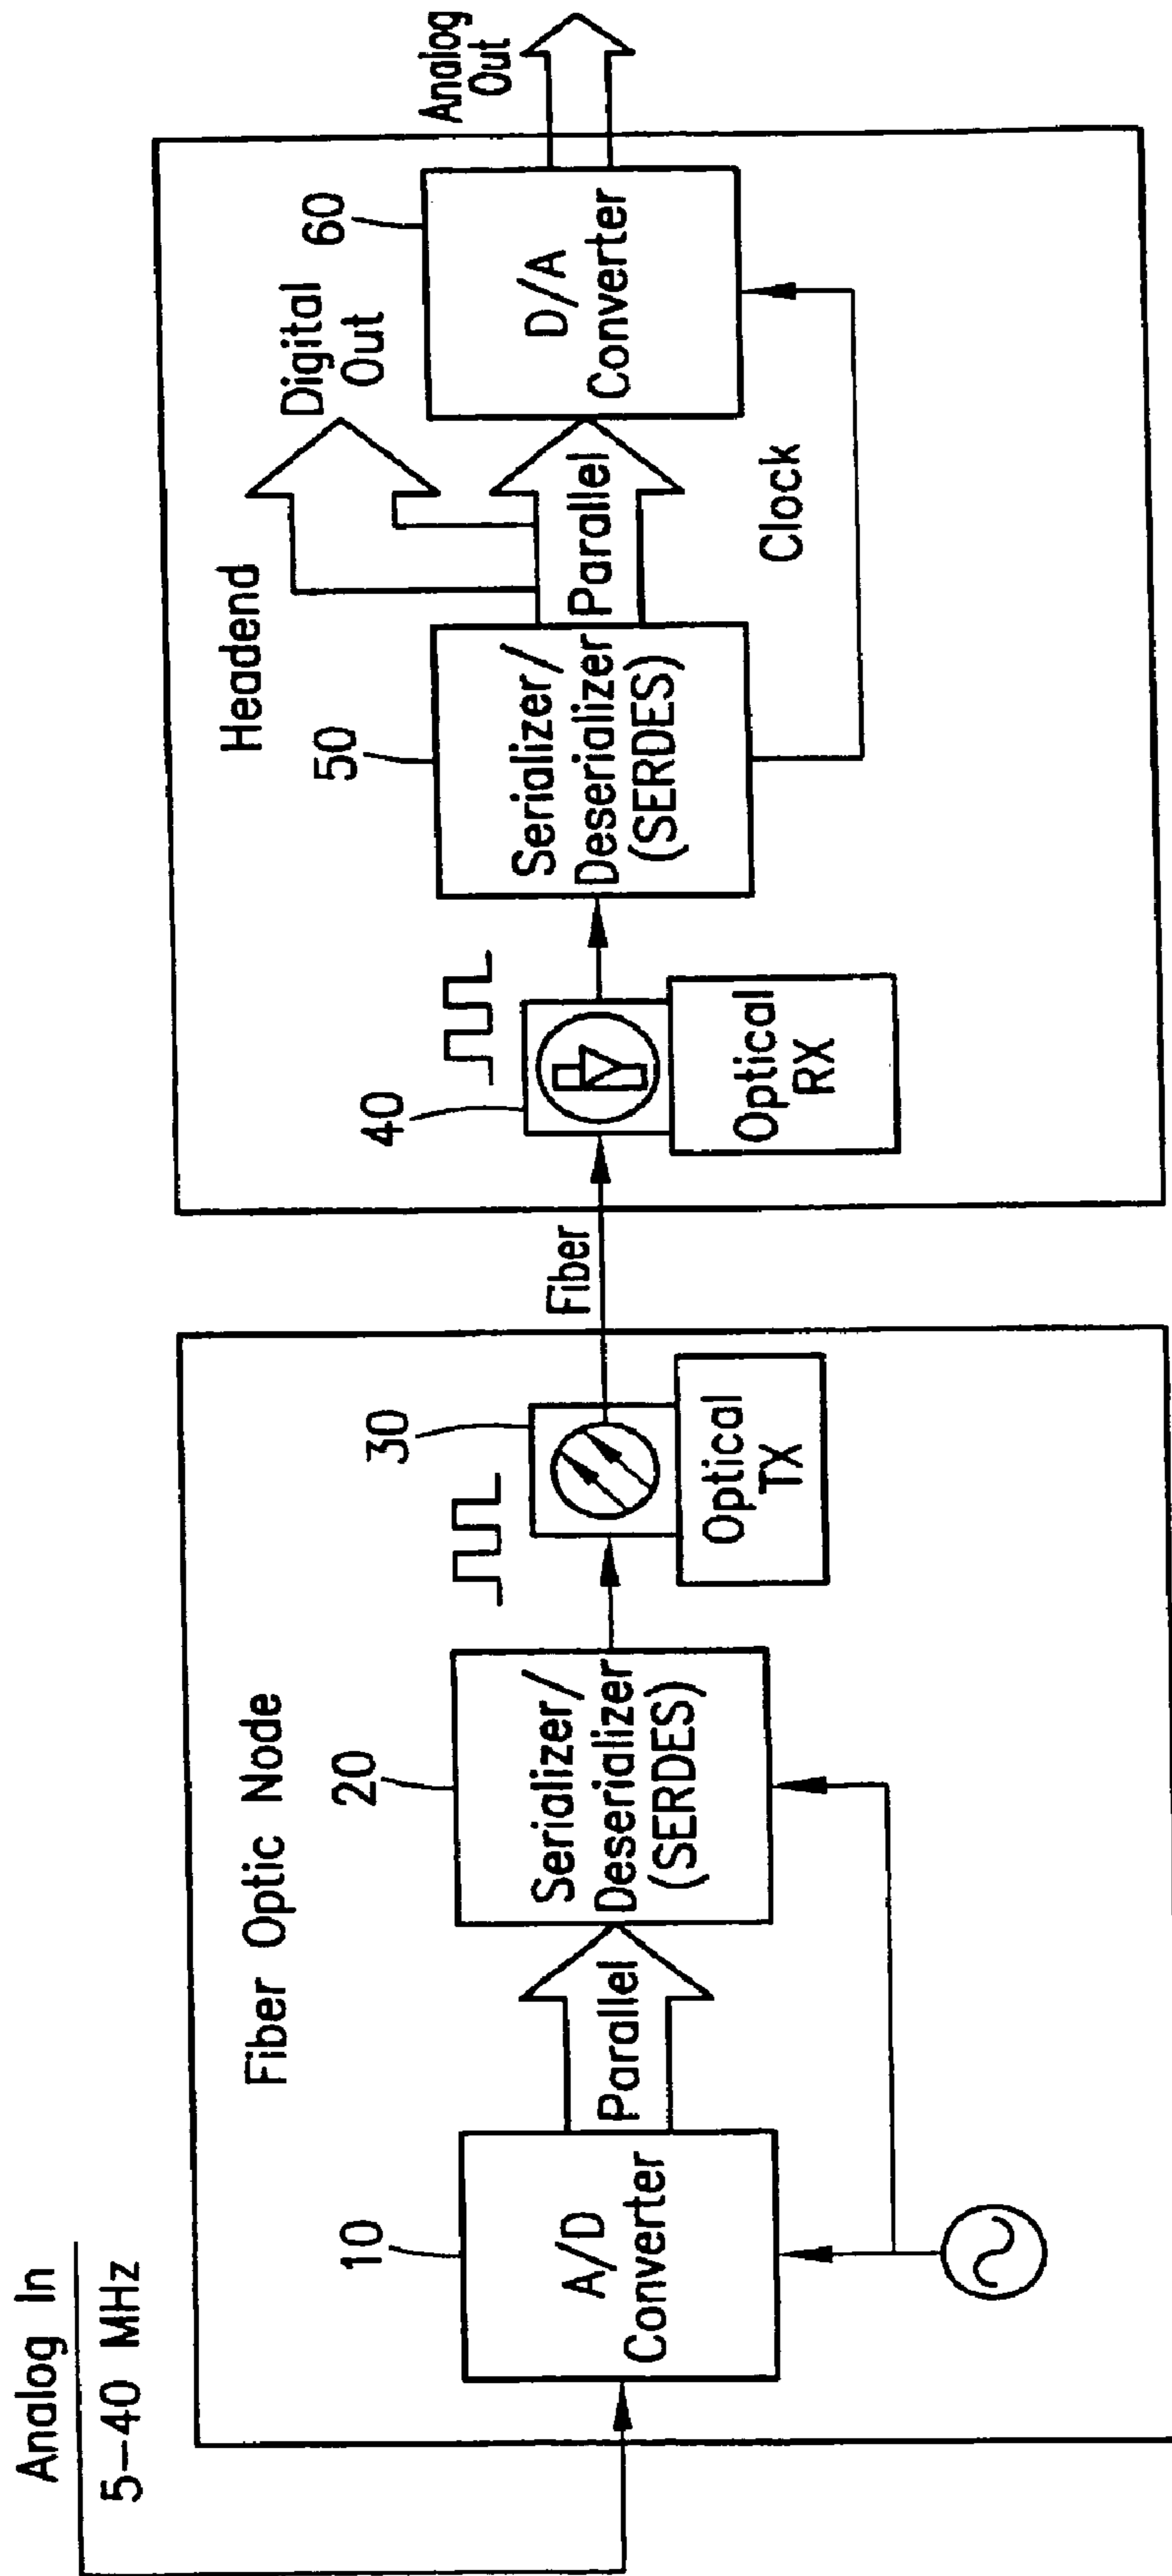 Analog In
5–40 MHz
Fiber Optic Node
10
A/D
Converter
Parallel
20
Serializer/
Deserializer
(SERDES)
30
Optical
TX
Fiber
Headend
40
Optical
RX
50
Serializer/
Deserializer
(SERDES)
Parallel
Digital
Out
Clock
60
D/A
Converter
Analog
Out